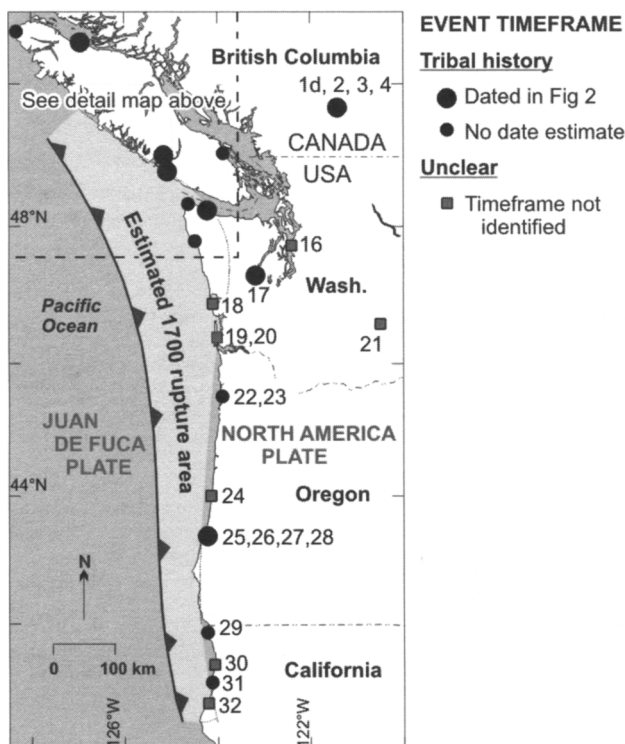 EVENT TIMEFRAME
Tribal history
Dated in Fig 2
No date estimate
Unclear
Timeframe not
identified
British Columbia
1d, 2, 3, 4
See detail map above
CANADA
USA
48°N
16
Wash.
17
Estimated 1700 rupture area
Pacific
Ocean
18
19,20
21
22,23
JUAN
DE FUCA
PLATE
NORTH AMERICA
PLATE
44°N
24
Oregon
25,26,27,28
N
29
0 100 km
30
California
31
32
126°W
122°W